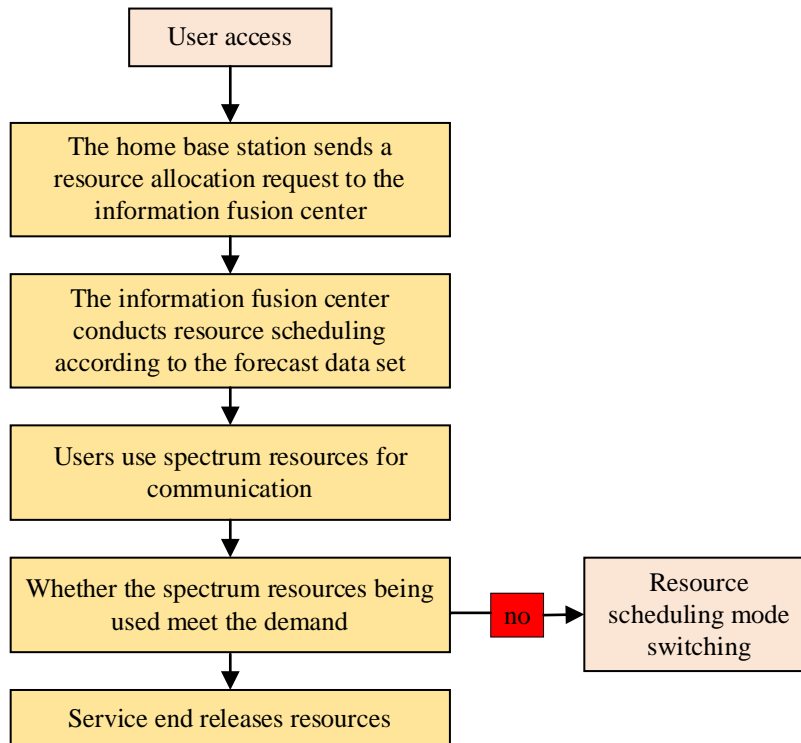 User access
The home base station sends a
resource allocation request to the
information fusion center
The information fusion center
conducts resource scheduling
according to the forecast data set
Users use spectrum resources for
communication
Whether the spectrum resources being
used meet the demand
no
Resource
scheduling mode
switching
Service end releases resources